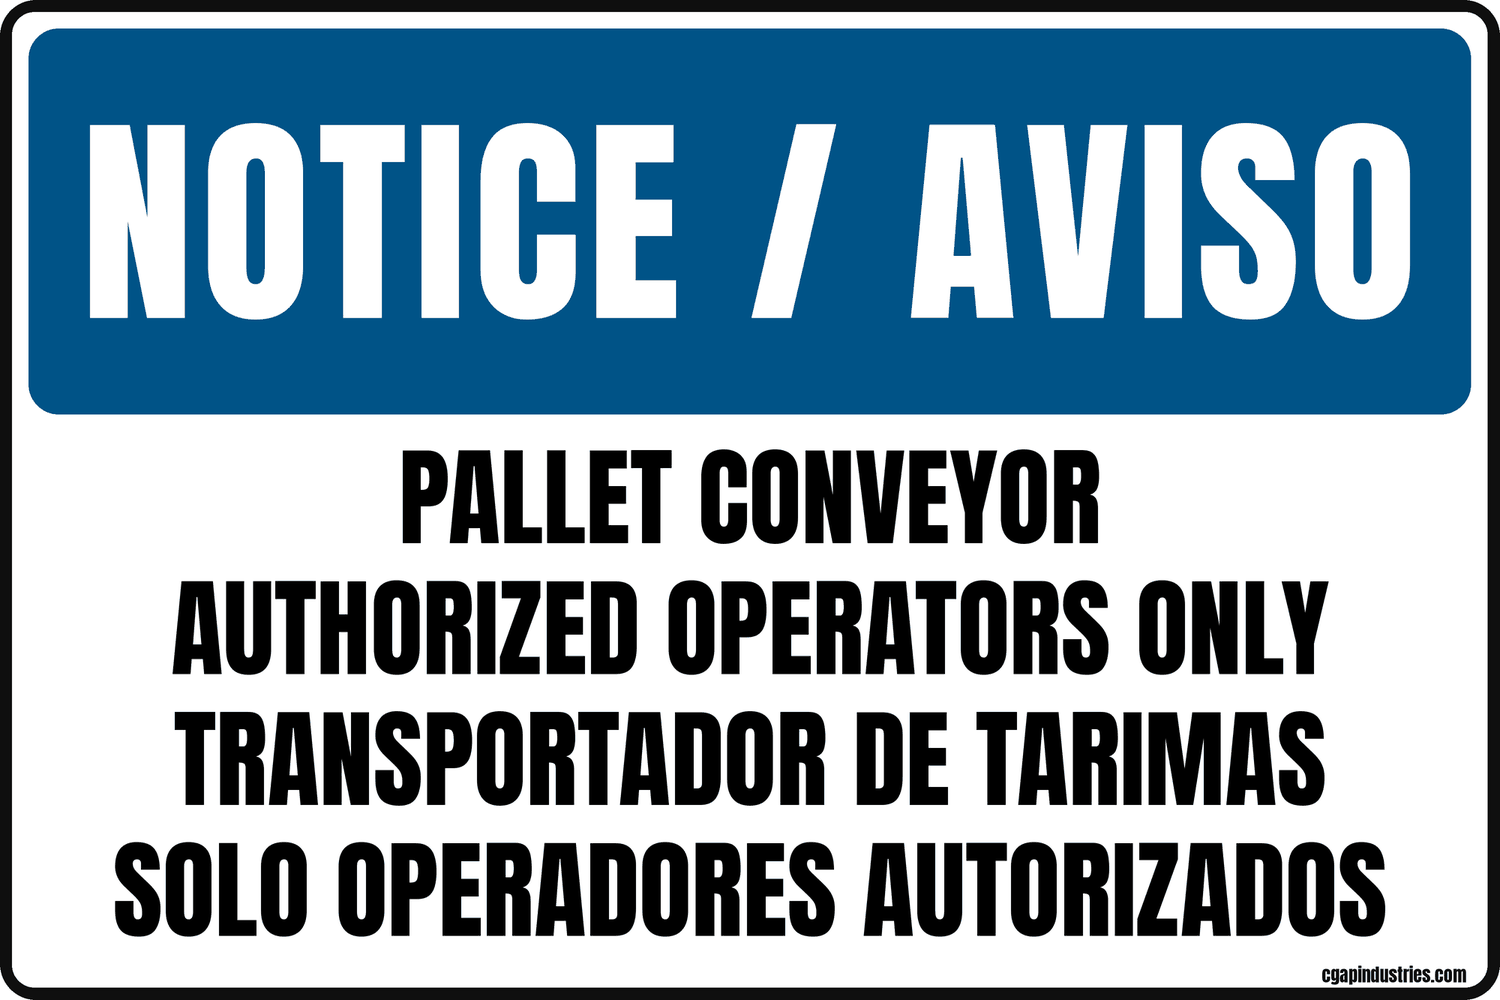 NOTICE / AVISO
PALLET CONVEYOR
AUTHORIZED OPERATORS ONLY
TRANSPORTADOR DE TARIMAS
SOLO OPERADORES AUTORIZADOS
cgapindustries.com